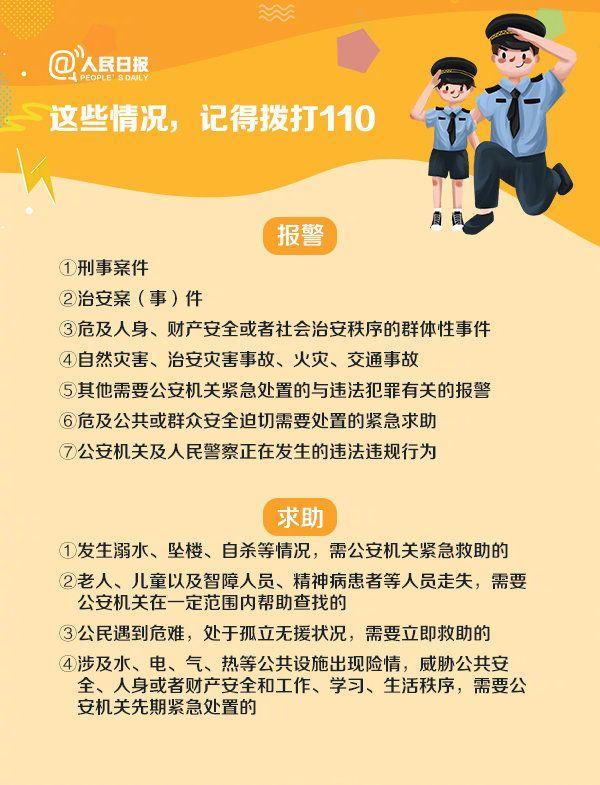 @人民日报
PEOPLE'S DAILY
这些情况，记得拨打110
报警
①刑事案件
②治安案（事）件
③危及人身、财产安全或者社会治安秩序的群体性事件
④自然灾害、治安灾害事故、火灾、交通事故
⑤其他需要公安机关紧急处置的与违法犯罪有关的报警
⑥危及公共或群众安全迫切需要处置的紧急求助
⑦公安机关及人民警察正在发生的违法违规行为
求助
①发生溺水、坠楼、自杀等情况，需公安机关紧急救助的
②老人、儿童以及智障人员、精神病患者等人员走失，需要
公安机关在一定范围内帮助查找的
③公民遇到危难，处于孤立无援状况，需要立即救助的
④涉及水、电、气、热等公共设施出现险情，威胁公共安
全、人身或者财产安全和工作、学习、生活秩序，需要公
安机关先期紧急处置的